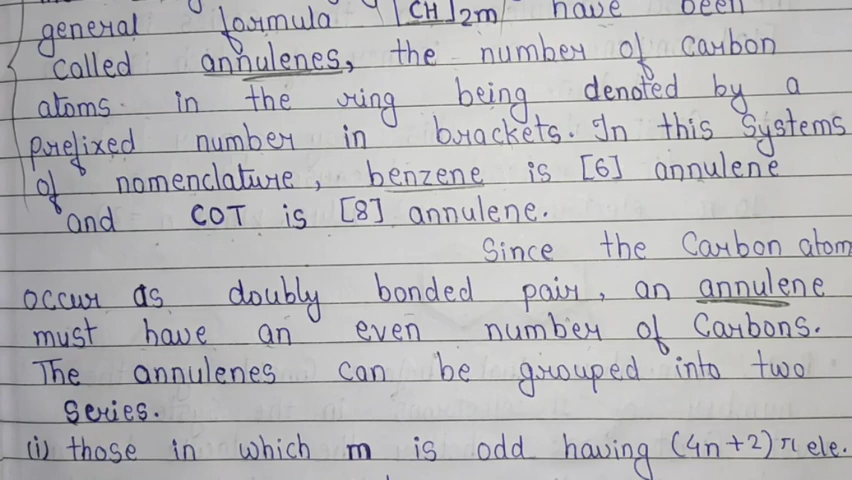 general formula [CH]2m have been
called annulenes, the number of carbon
atoms in the ring being denoted by a
prefixed number in brackets. In this systems
of nomenclature, benzene is [6] annulene
and COT is [8] annulene.
Since the Carbon atom
occur as doubly bonded pair, an annulene
must have an even number of Carbons.
The annulenes can be grouped into two
series.
(i) those in which m is odd having (4n+2) π ele.